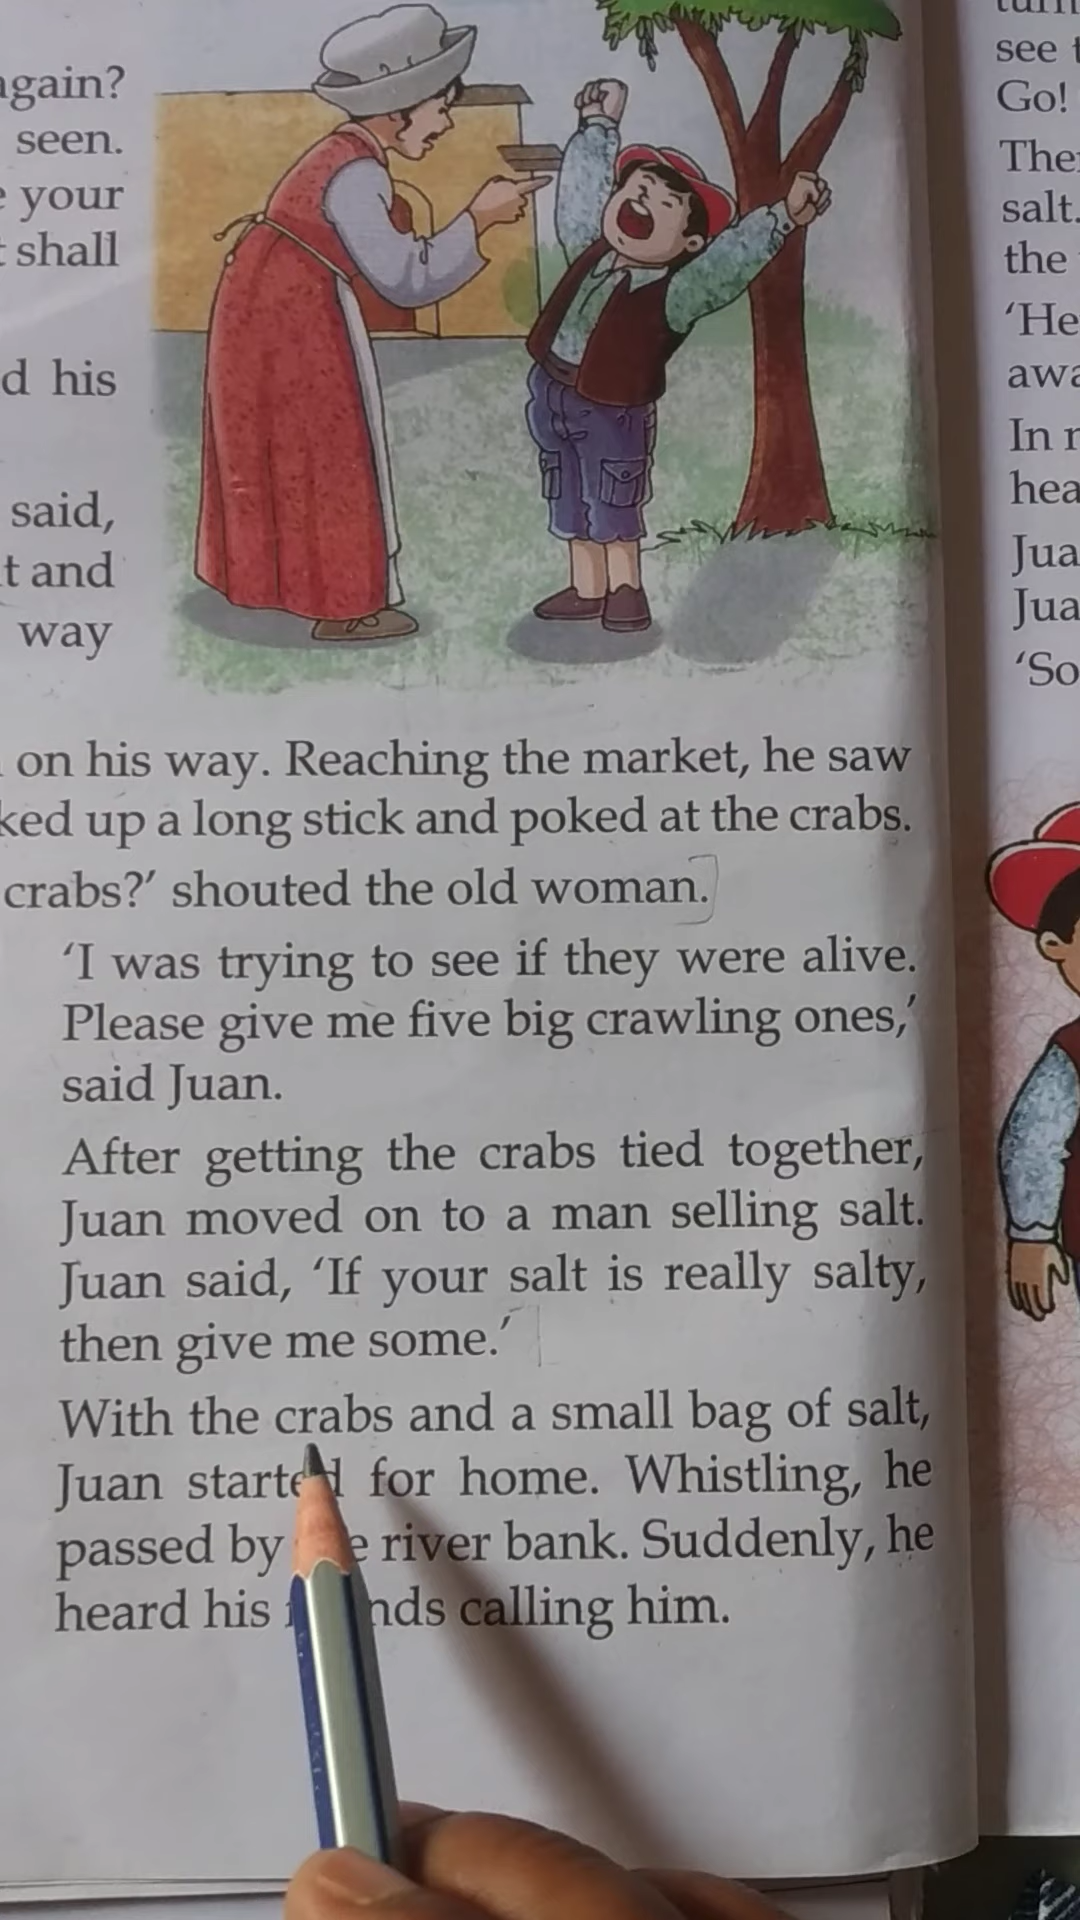 again?
seen.
your
shall
d his
said,
t and
way
on his way. Reaching the market, he saw
ked up a long stick and poked at the crabs.
crabs?’ shouted the old woman.
‘I was trying to see if they were alive.
Please give me five big crawling ones,’
said Juan.
After getting the crabs tied together,
Juan moved on to a man selling salt.
Juan said, ‘If your salt is really salty,
then give me some.’
With the crabs and a small bag of salt,
Juan started for home. Whistling, he
passed by river bank. Suddenly, he
heard his calling him.
see
Go!
salt.
the
‘He
awa
In
hea
Jua
Jua
‘So